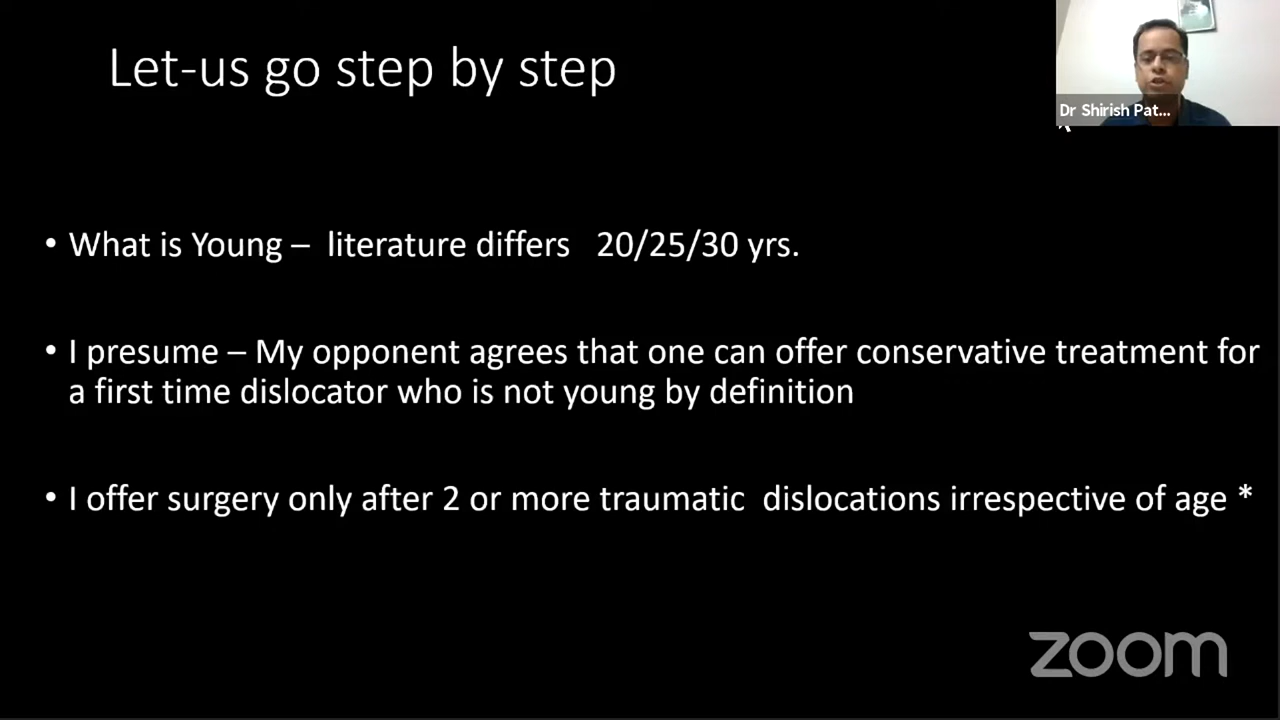 Let-us go step by step
Dr Shirish Pat...
• What is Young – literature differs 20/25/30 yrs.
• I presume – My opponent agrees that one can offer conservative treatment for
a first time dislocator who is not young by definition
• I offer surgery only after 2 or more traumatic dislocations irrespective of age *
zoom